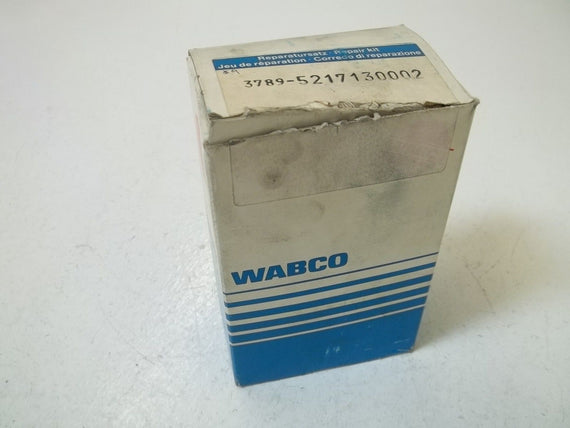 Reparatursatz · Repair kit
Jeu de réparation · Corredo di reparazione
3789-5217130002
WABCO